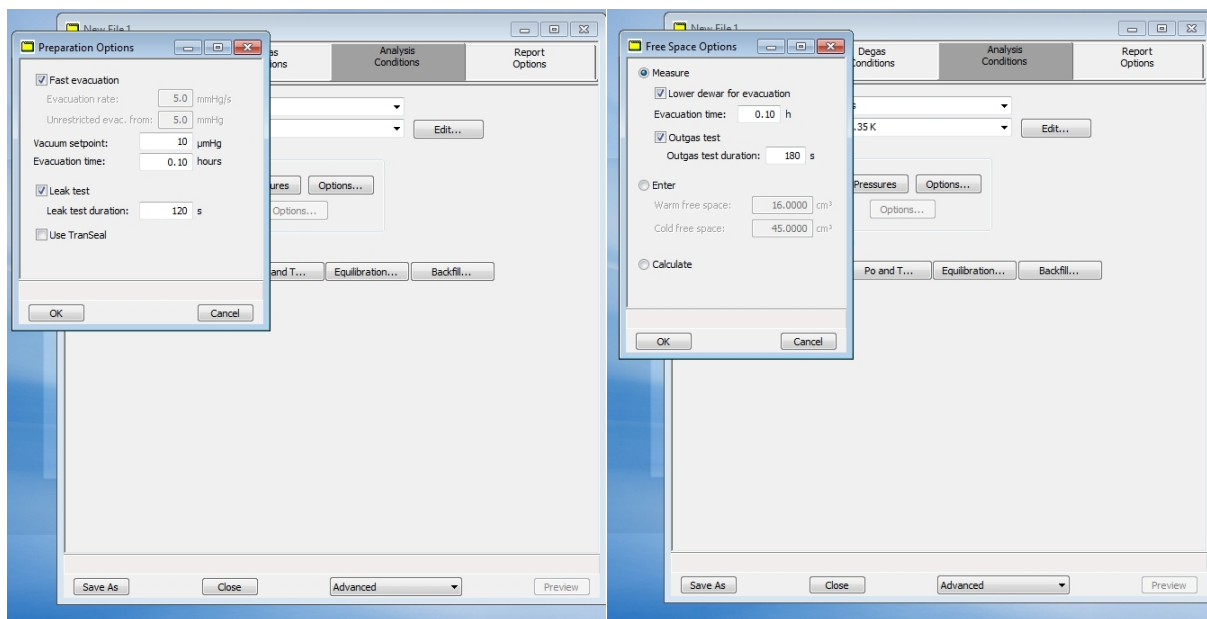 New File 1
Preparation Options
Analysis
Conditions
Report
Options
Fast evacuation
Evacuation rate: 5.0 mmHg/s
Unrestricted evac. from: 5.0 mmHg
Vacuum setpoint: 10 µmHg
Evacuation time: 0.10 hours
Leak test
Leak test duration: 120 s
Use TranSeal
OK Cancel
Edit...
Options...
Options...
and T... Equilibration... Backfill...
Save As Close Advanced Preview
New File 1
Free Space Options
Degas
Conditions
Analysis
Conditions
Report
Options
Measure
Lower dewar for evacuation
Evacuation time: 0.10 h
Outgas test
Outgas test duration: 180 s
Enter
Warm free space: 16.0000 cm³
Cold free space: 45.0000 cm³
Calculate
OK Cancel
.35 K Edit...
Pressures Options...
Options...
Po and T... Equilibration... Backfill...
Save As Close Advanced Preview